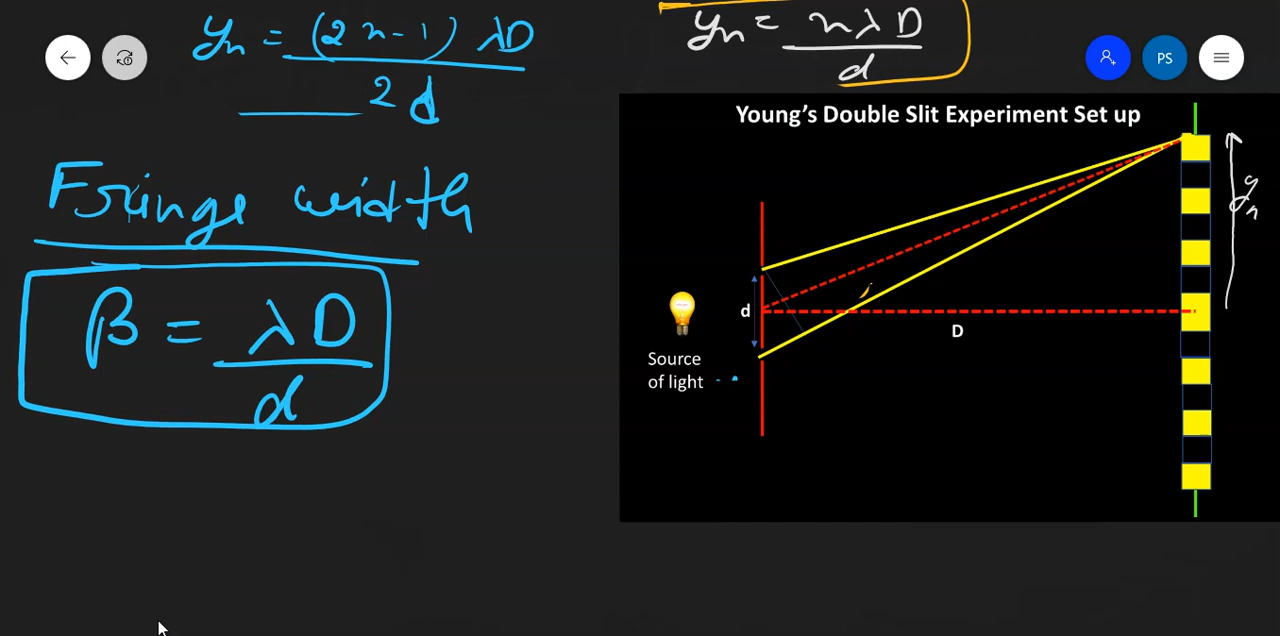 yn = (2n-1) λD
2d
yn = nλD
d
PS
Young's Double Slit Experiment Set up
Fringe width
yn
β = λD
d
d
D
Source
of light